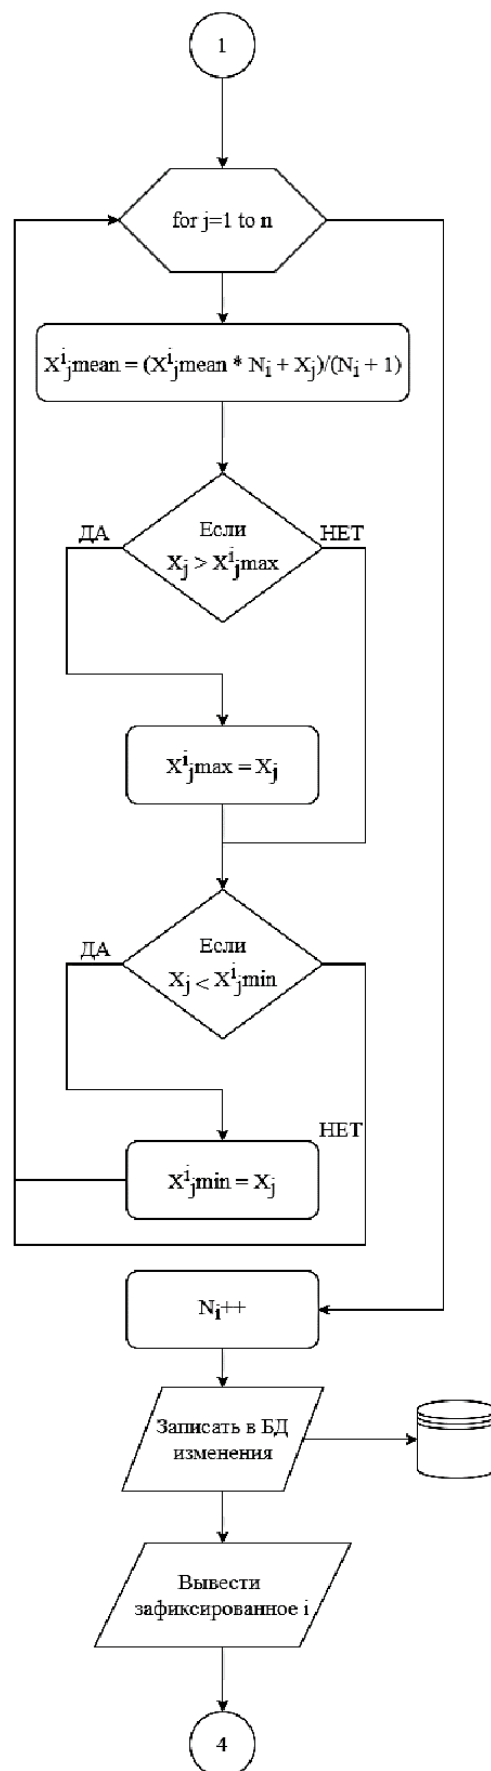 1
for j=1 to n
Xⁱⱼmean = (Xⁱⱼmean * Nᵢ + Xⱼ)/(Nᵢ + 1)
ДА
Если
НЕТ
Xⱼ > Xⁱⱼmax
Xⁱⱼmax = Xⱼ
ДА
Если
Xⱼ < Xⁱⱼmin
НЕТ
Xⁱⱼmin = Xⱼ
Nᵢ++
Записать в БД
изменения
Вывести
зафиксированное i
4